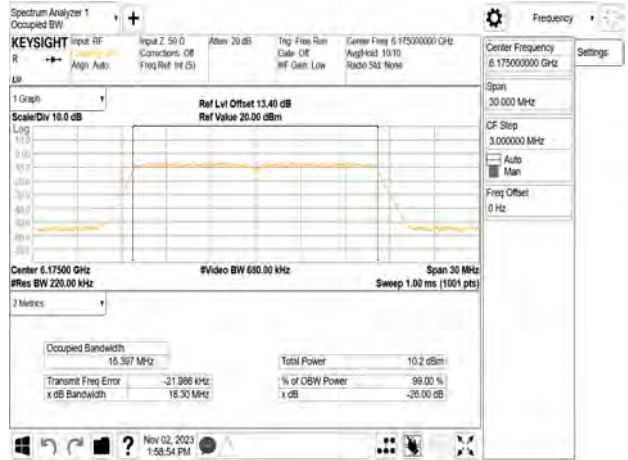 Spectrum Analyzer 1
Occupied BW
+
Frequency
KEYSIGHT
Input: RF
Input Z: 50 Ω
Atten: 20 dB
Trig: Free Run
Center Freq: 6.175000000 GHz
R
Corrections: Off
Gate: Off
Avg|Hold: 10/10
Align: Auto
Freq Ref: Int (S)
#IF Gain: Low
Radio Std: None
Center Frequency
6.175000000 GHz
Settings
Span
30.000 MHz
CF Step
3.000000 MHz
Auto
Man
Freq Offset
0 Hz
1 Graph
Ref Lvl Offset 13.40 dB
Scale/Div 10.0 dB
Ref Value 20.00 dBm
Log
Center 6.17500 GHz
#Video BW 680.00 kHz
Span 30 MHz
#Res BW 220.00 kHz
Sweep 1.00 ms (1001 pts)
2 Metrics
Occupied Bandwidth
16.397 MHz
Total Power
10.2 dBm
Transmit Freq Error
-21.986 kHz
% of OBW Power
99.00 %
x dB Bandwidth
18.30 MHz
x dB
-26.00 dB
?
Nov 02, 2023
1:58:54 PM